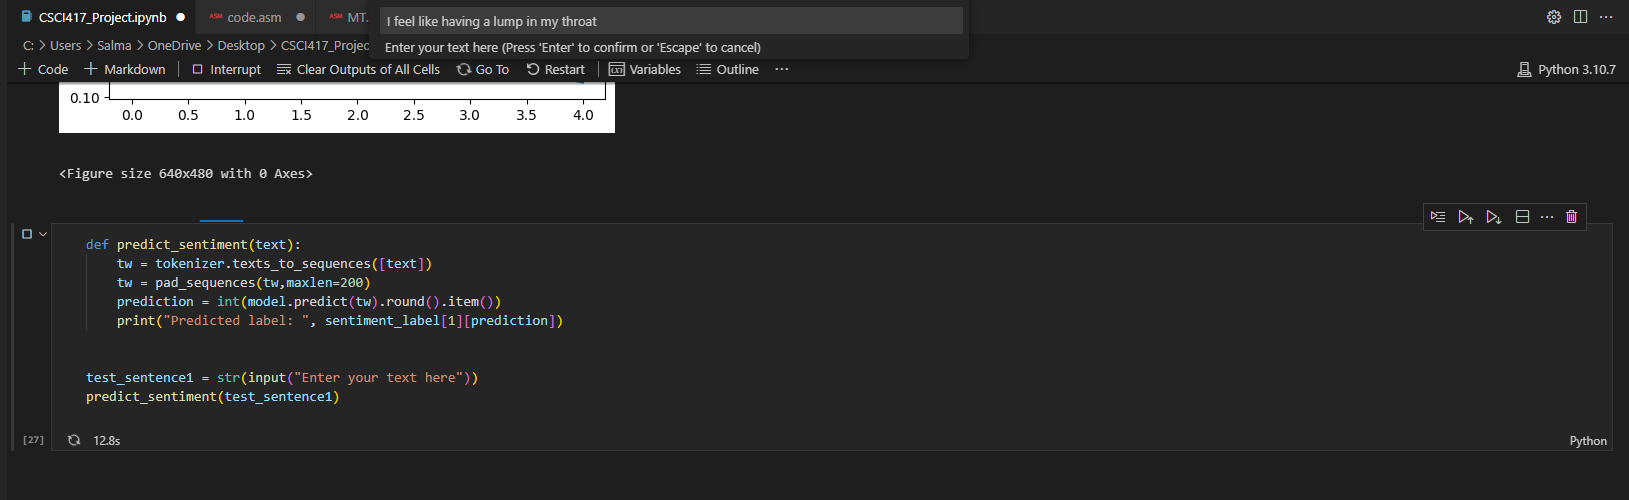 CSCI417_Project.ipynb
ASM code.asm
ASM MT.
I feel like having a lump in my throat
Enter your text here (Press 'Enter' to confirm or 'Escape' to cancel)
C: > Users > Salma > OneDrive > Desktop > CSCI417_Projec
+ Code + Markdown Interrupt Clear Outputs of All Cells Go To Restart Variables Outline ...
Python 3.10.7
0.10
0.0 0.5 1.0 1.5 2.0 2.5 3.0 3.5 4.0
<Figure size 640x480 with 0 Axes>
def predict_sentiment(text):
tw = tokenizer.texts_to_sequences([text])
tw = pad_sequences(tw,maxlen=200)
prediction = int(model.predict(tw).round().item())
print("Predicted label: ", sentiment_label[1][prediction])
test_sentence1 = str(input("Enter your text here"))
predict_sentiment(test_sentence1)
[27] 12.8s
Python